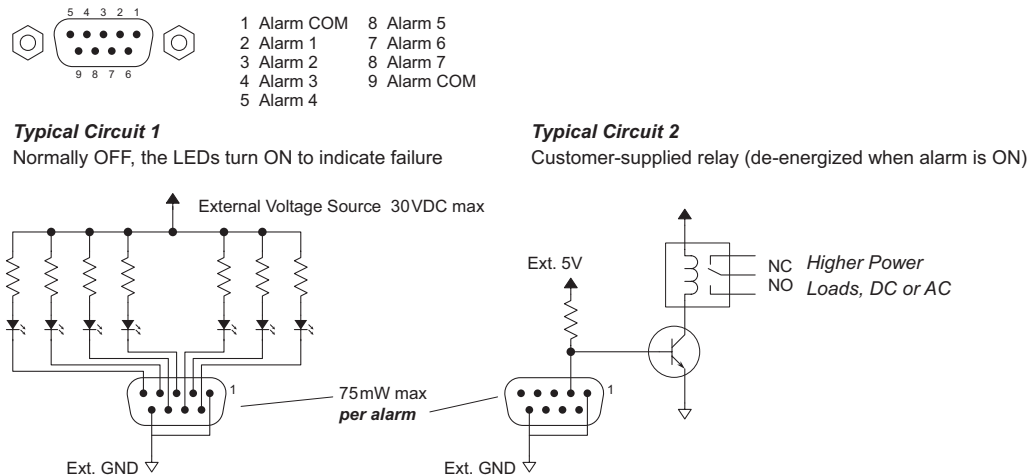 5 4 3 2 1
9 8 7 6
1 Alarm COM
2 Alarm 1
3 Alarm 2
4 Alarm 3
5 Alarm 4
8 Alarm 5
7 Alarm 6
8 Alarm 7
9 Alarm COM
Typical Circuit 1
Normally OFF, the LEDs turn ON to indicate failure
External Voltage Source 30VDC max
1
Ext. GND
75mW max
per alarm
Typical Circuit 2
Customer-supplied relay (de-energized when alarm is ON)
Ext. 5V
NC
NO
Higher Power
Loads, DC or AC
1
Ext. GND